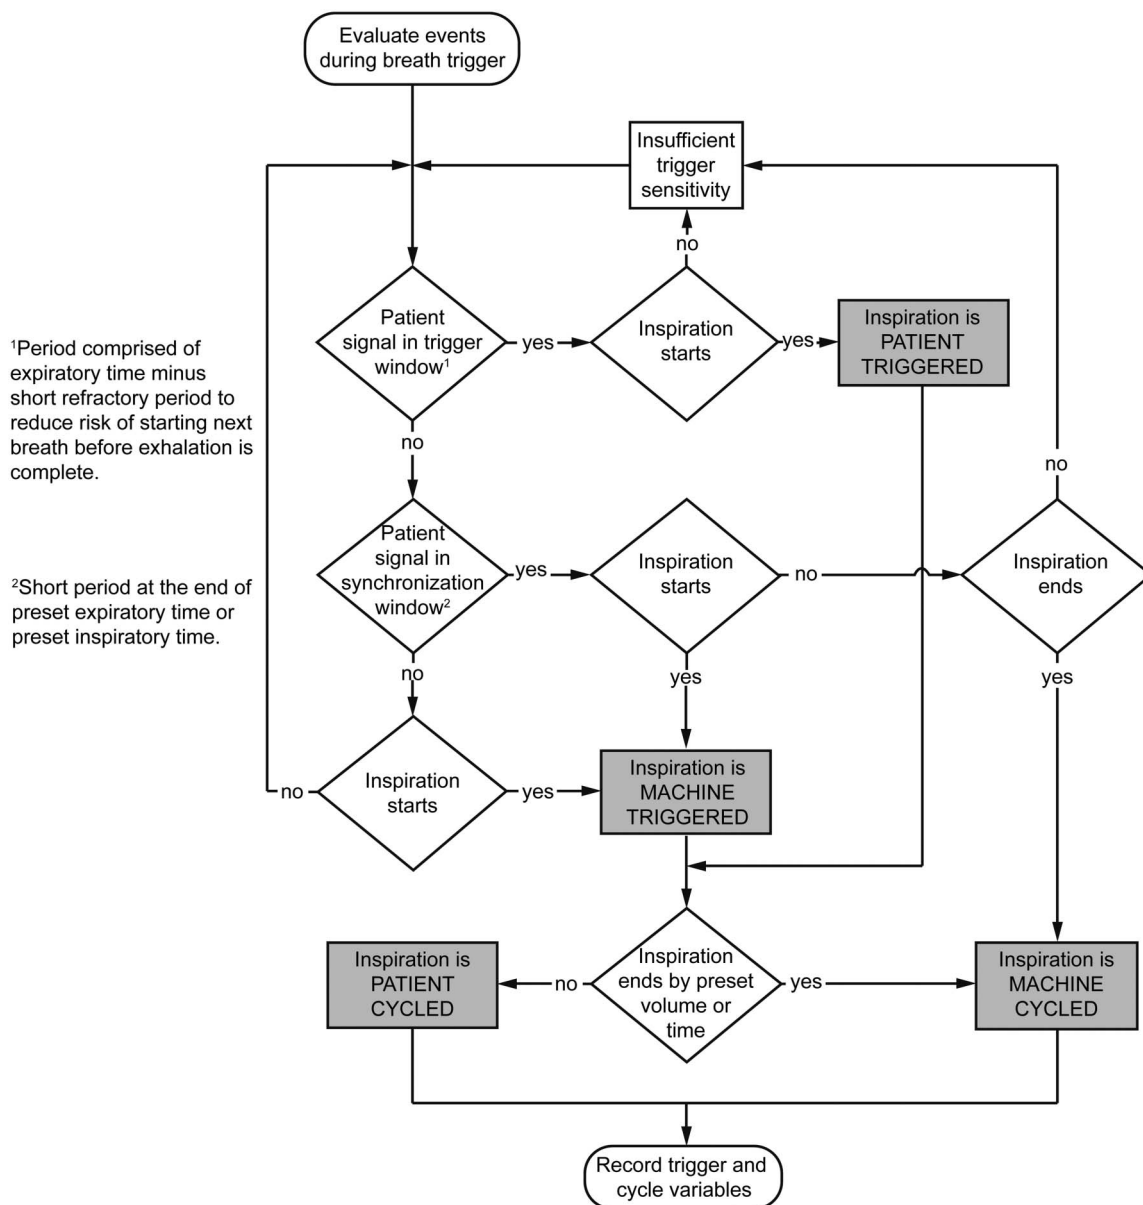 Evaluate events
during breath trigger
Insufficient
trigger
sensitivity
no
Patient
signal in trigger
window¹
yes
Inspiration
starts
yes
Inspiration is
PATIENT
TRIGGERED
¹Period comprised of
expiratory time minus
short refractory period to
reduce risk of starting next
breath before exhalation is
complete.
no
no
Patient
signal in
synchronization
window²
yes
Inspiration
starts
no
Inspiration
ends
²Short period at the end of
preset expiratory time or
preset inspiratory time.
no
yes
yes
no
Inspiration
starts
yes
Inspiration is
MACHINE
TRIGGERED
Inspiration is
PATIENT
CYCLED
no
Inspiration
ends by preset
volume or
time
yes
Inspiration is
MACHINE
CYCLED
Record trigger and
cycle variables